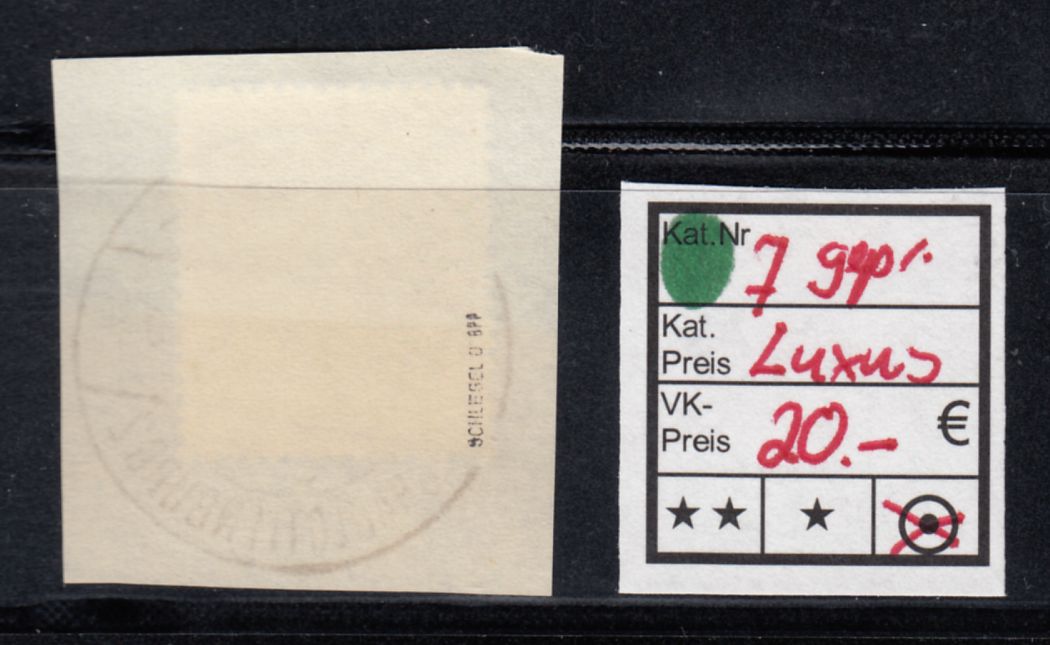 SCHLEGEL D BPP
Kat.Nr 7 gepr.
Kat.
Preis Luxus
VK-
Preis 20.- €